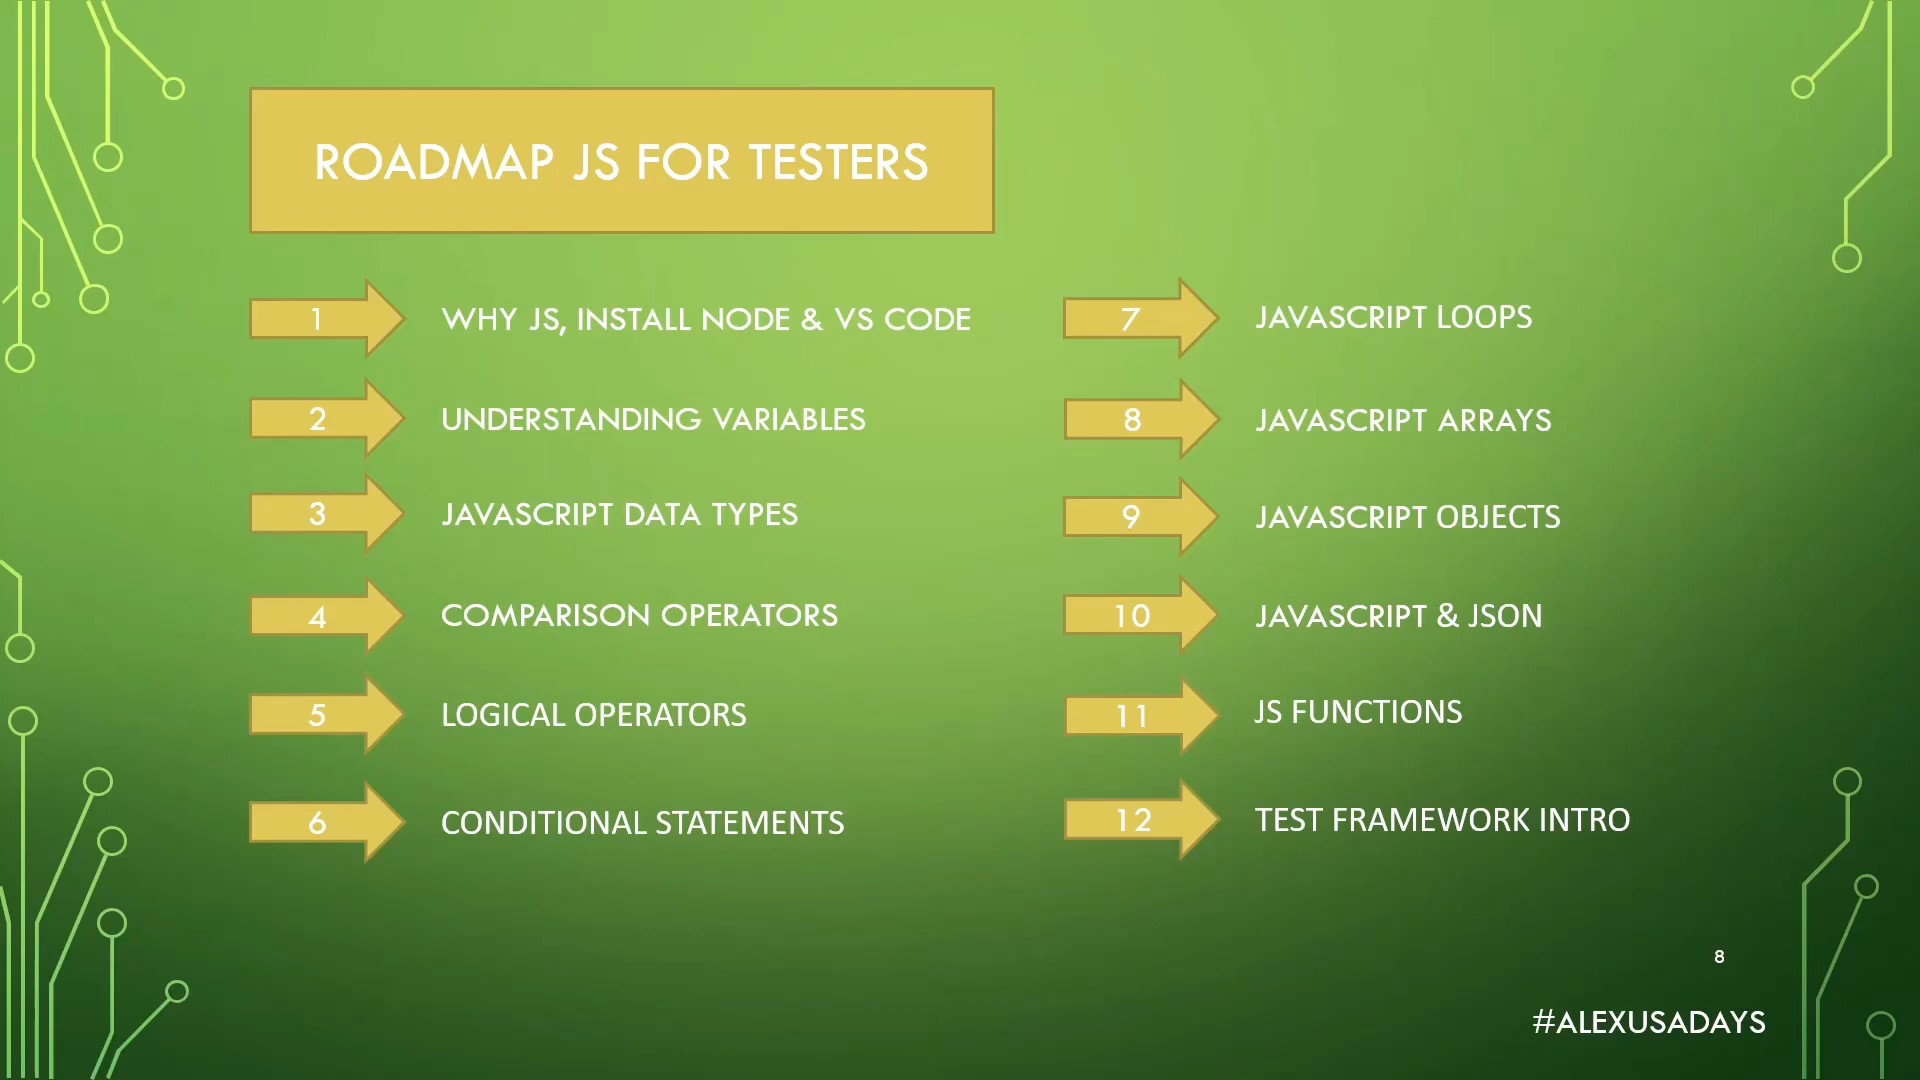 ROADMAP JS FOR TESTERS
1 WHY JS, INSTALL NODE & VS CODE
2 UNDERSTANDING VARIABLES
3 JAVASCRIPT DATA TYPES
4 COMPARISON OPERATORS
5 LOGICAL OPERATORS
6 CONDITIONAL STATEMENTS
7 JAVASCRIPT LOOPS
8 JAVASCRIPT ARRAYS
9 JAVASCRIPT OBJECTS
10 JAVASCRIPT & JSON
11 JS FUNCTIONS
12 TEST FRAMEWORK INTRO
8
#ALEXUSADAYS